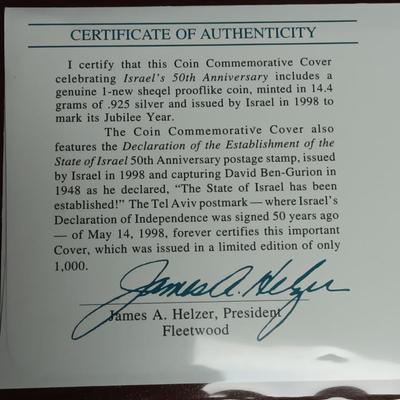 CERTIFICATE OF AUTHENTICITY
I certify that this Coin Commemorative Cover
celebrating Israel's 50th Anniversary includes a
genuine 1-new sheqel prooflike coin, minted in 14.4
grams of .925 silver and issued by Israel in 1998 to
mark its Jubilee Year.
The Coin Commemorative Cover also
features the Declaration of the Establishment of the
State of Israel 50th Anniversary postage stamp, issued
by Israel in 1998 and capturing David Ben-Gurion in
1948 as he declared, “The State of Israel has been
established!” The Tel Aviv postmark — where Israel's
Declaration of Independence was signed 50 years ago
— of May 14, 1998, forever certifies this important
Cover, which was issued in a limited edition of only
1,000.
James A. Helzer
James A. Helzer, President
Fleetwood